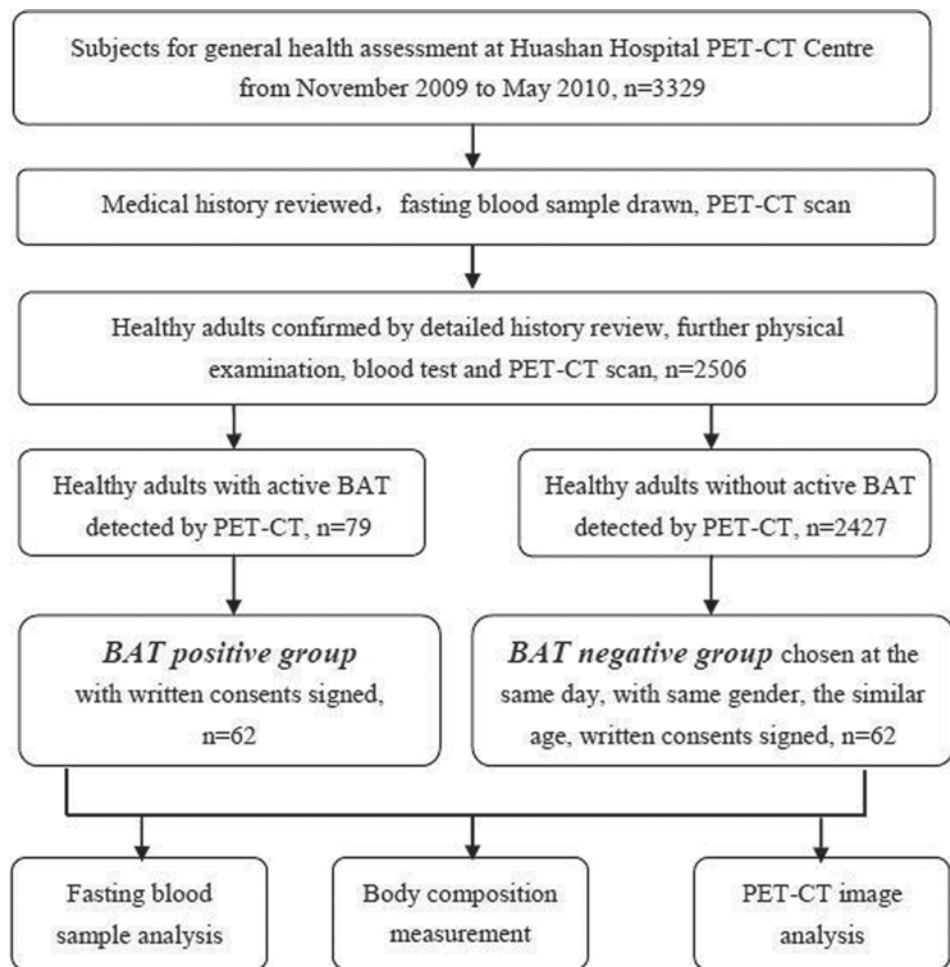 Subjects for general health assessment at Huashan Hospital PET-CT Centre
from November 2009 to May 2010, n=3329
Medical history reviewed，fasting blood sample drawn, PET-CT scan
Healthy adults confirmed by detailed history review, further physical
examination, blood test and PET-CT scan, n=2506
Healthy adults with active BAT
detected by PET-CT, n=79
Healthy adults without active BAT
detected by PET-CT, n=2427
BAT positive group
with written consents signed,
n=62
BAT negative group chosen at the
same day, with same gender, the similar
age, written consents signed, n=62
Fasting blood
sample analysis
Body composition
measurement
PET-CT image
analysis